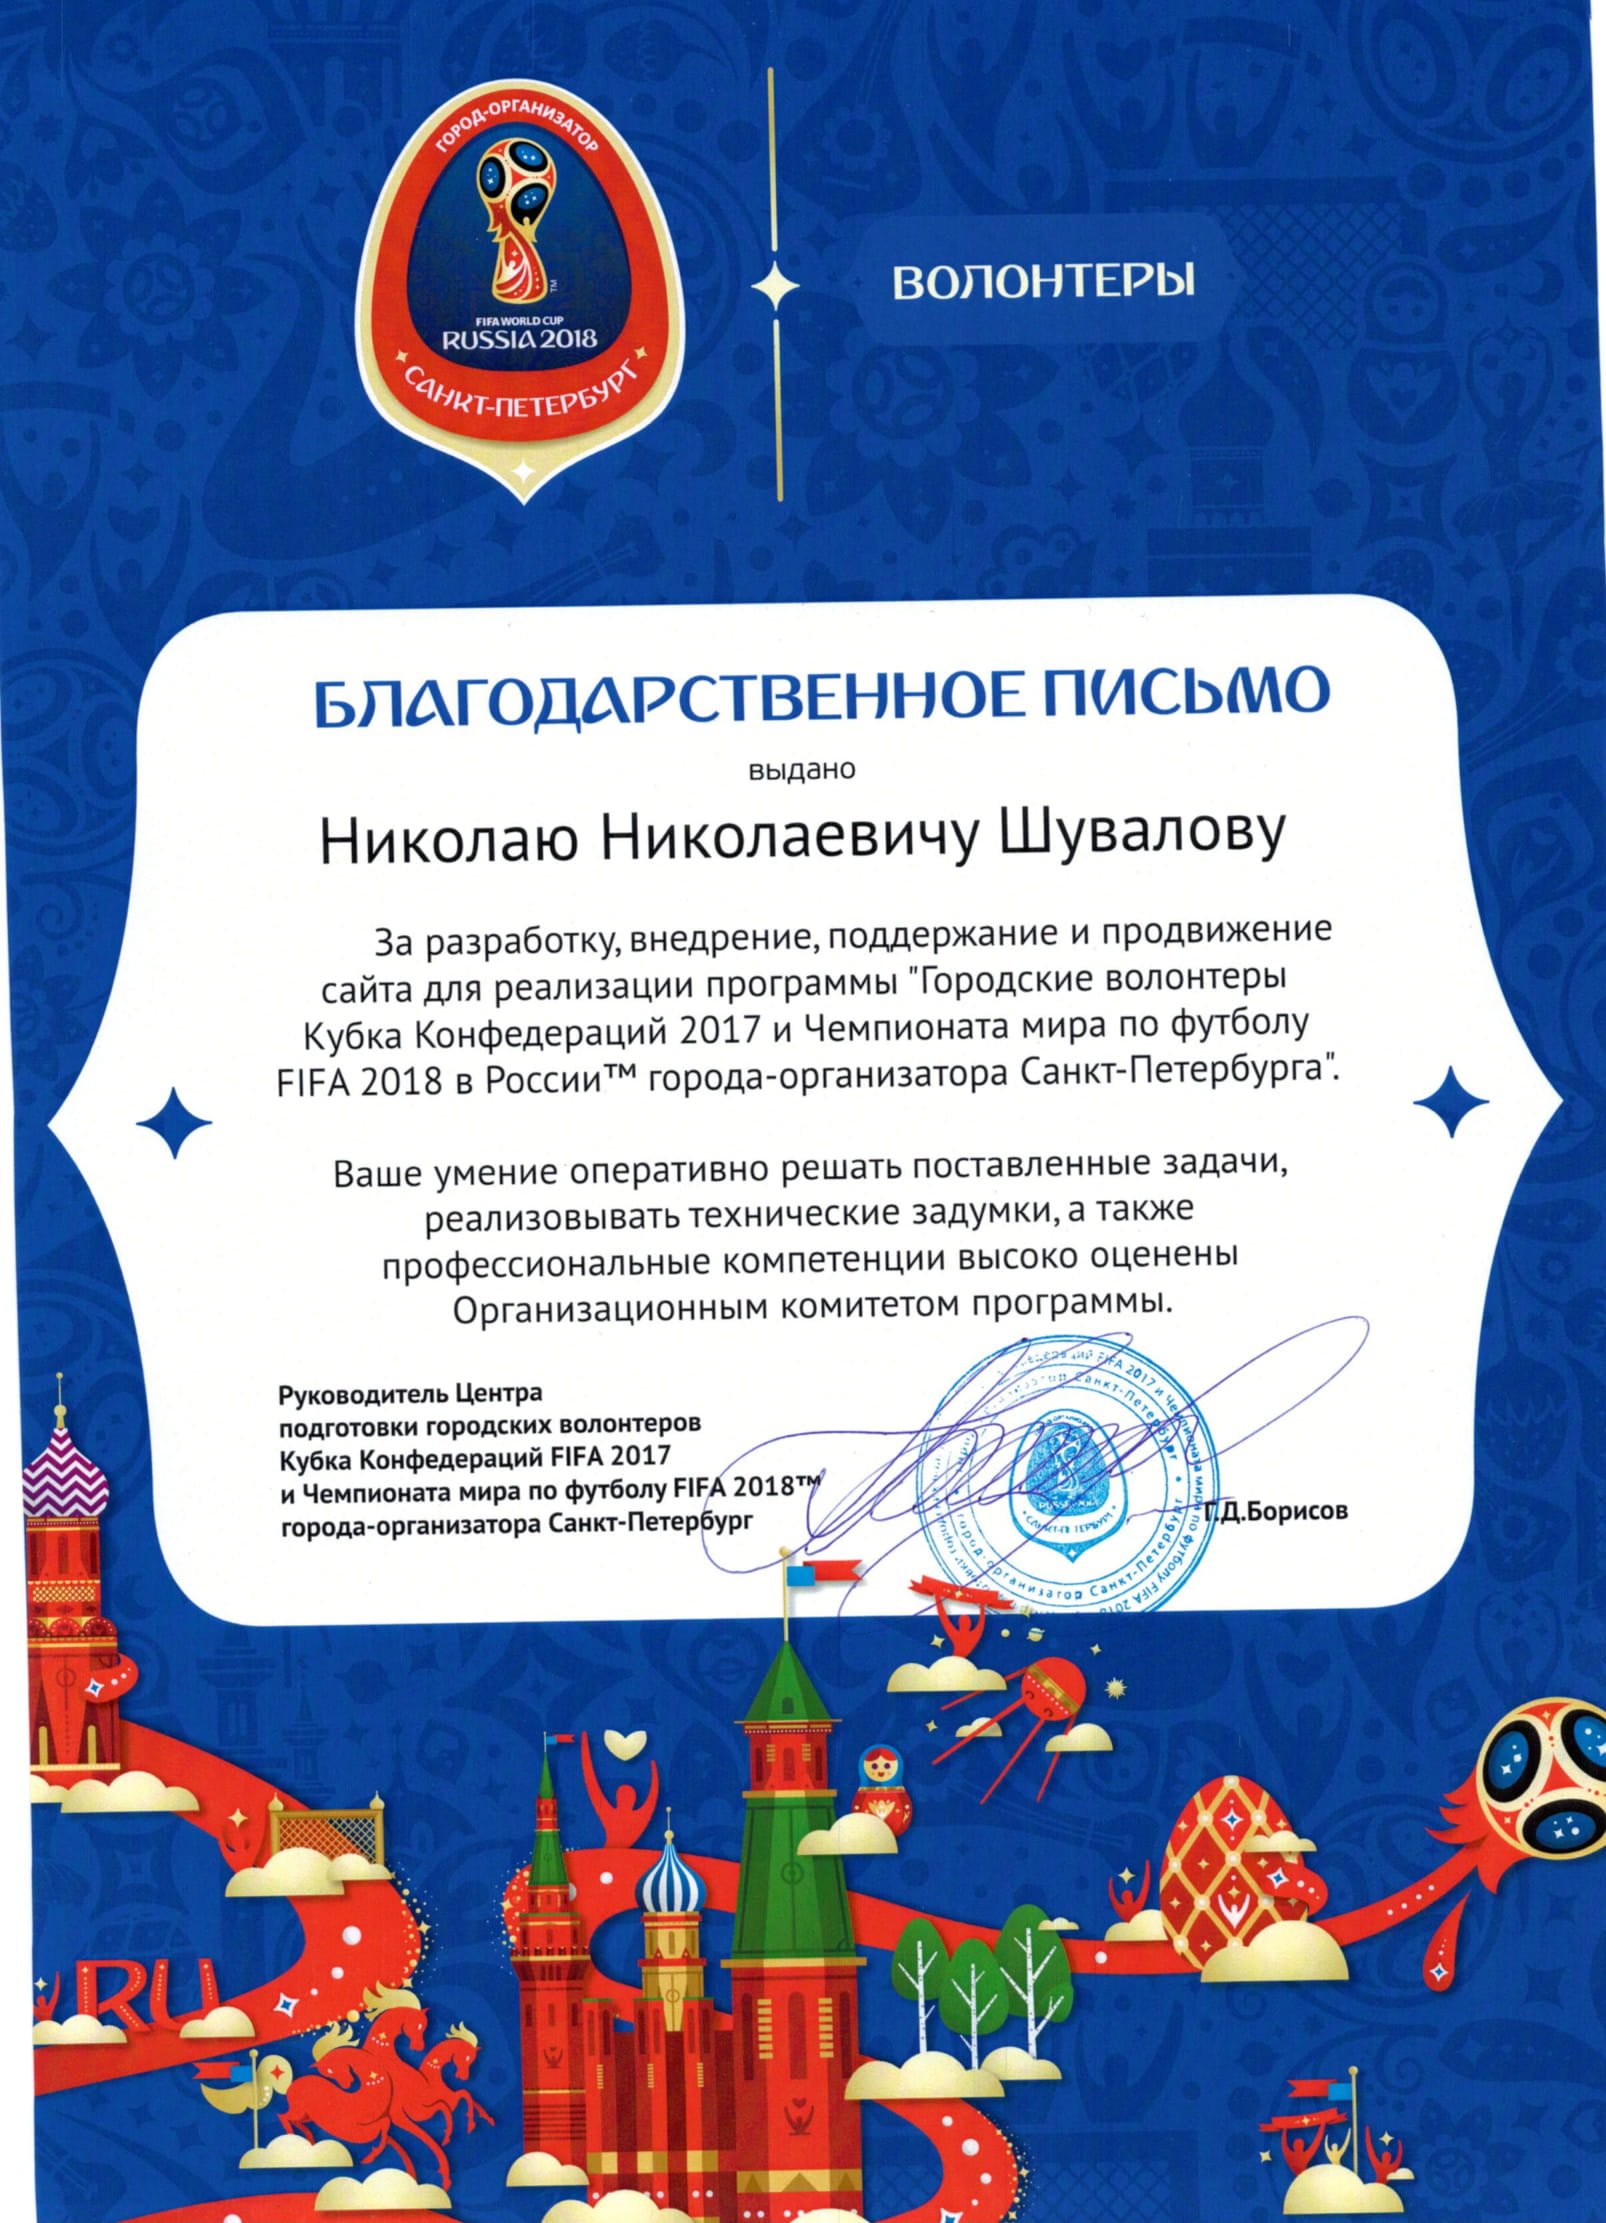 ГОРОД-ОРГАНИЗАТОР
FIFA WORLD CUP
RUSSIA 2018
САНКТ-ПЕТЕРБУРГ
ВОЛОНТЕРЫ
БЛАГОДАРСТВЕННОЕ ПИСЬМО
выдано
Николаю Николаевичу Шувалову
За разработку, внедрение, поддержание и продвижение
сайта для реализации программы "Городские волонтеры
Кубка Конфедераций 2017 и Чемпионата мира по футболу
FIFA 2018 в России™ города-организатора Санкт-Петербурга".
Ваше умение оперативно решать поставленные задачи,
реализовывать технические задумки, а также
профессиональные компетенции высоко оценены
Организационным комитетом программы.
Руководитель Центра
подготовки городских волонтеров
Кубка Конфедераций FIFA 2017
и Чемпионата мира по футболу FIFA 2018™
города-организатора Санкт-Петербург
Г.Д.Борисов
FIFA 2017 и Чемпионата мира по футболу FIFA 2018
город-организатор Санкт-Петербург
САНКТ-ПЕТЕРБУРГ
RU